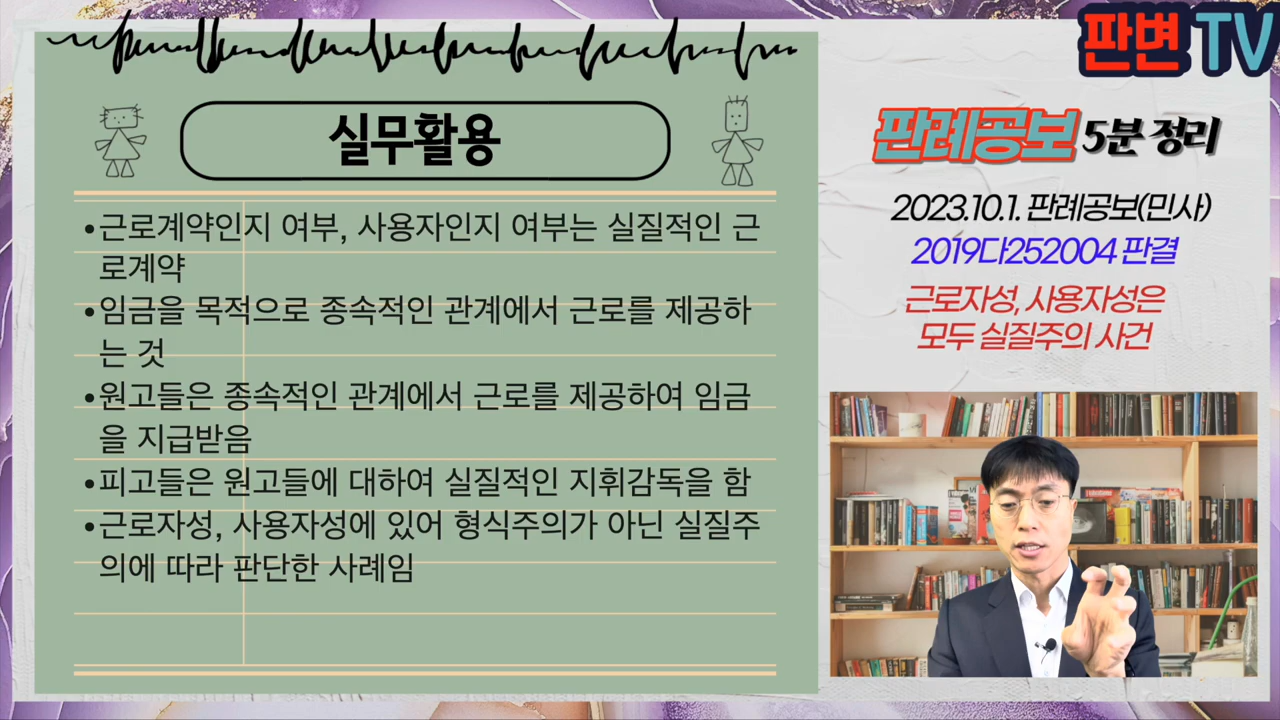 판변 TV
실무활용
•근로계약인지 여부, 사용자인지 여부는 실질적인 근
로계약
•임금을 목적으로 종속적인 관계에서 근로를 제공하
는 것
•원고들은 종속적인 관계에서 근로를 제공하여 임금
을 지급받음
•피고들은 원고들에 대하여 실질적인 지휘감독을 함
•근로자성, 사용자성에 있어 형식주의가 아닌 실질주
의에 따라 판단한 사례임
판례공보 5분 정리
2023.10.1. 판례공보(민사)
2019다252004 판결
근로자성, 사용자성은
모두 실질주의 사건